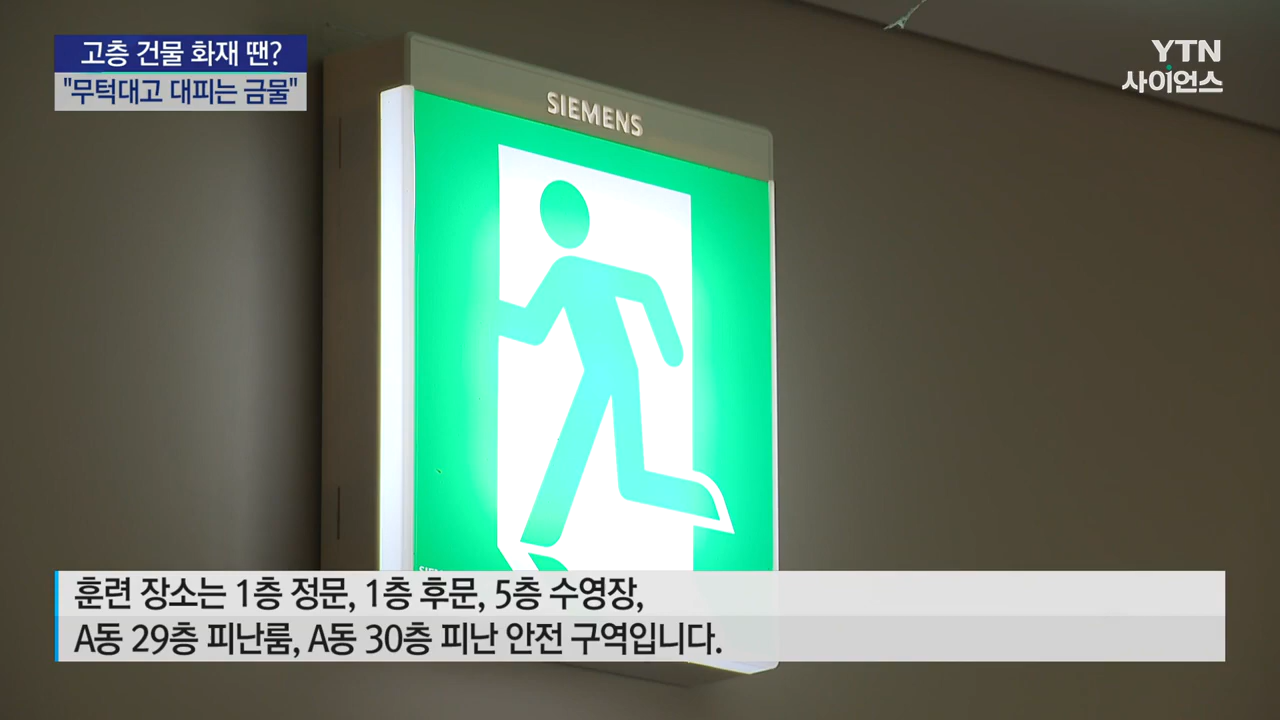 고층 건물 화재 땐?
"무턱대고 대피는 금물"
YTN
사이언스
SIEMENS
훈련 장소는 1층 정문, 1층 후문, 5층 수영장,
A동 29층 피난룸, A동 30층 피난 안전 구역입니다.